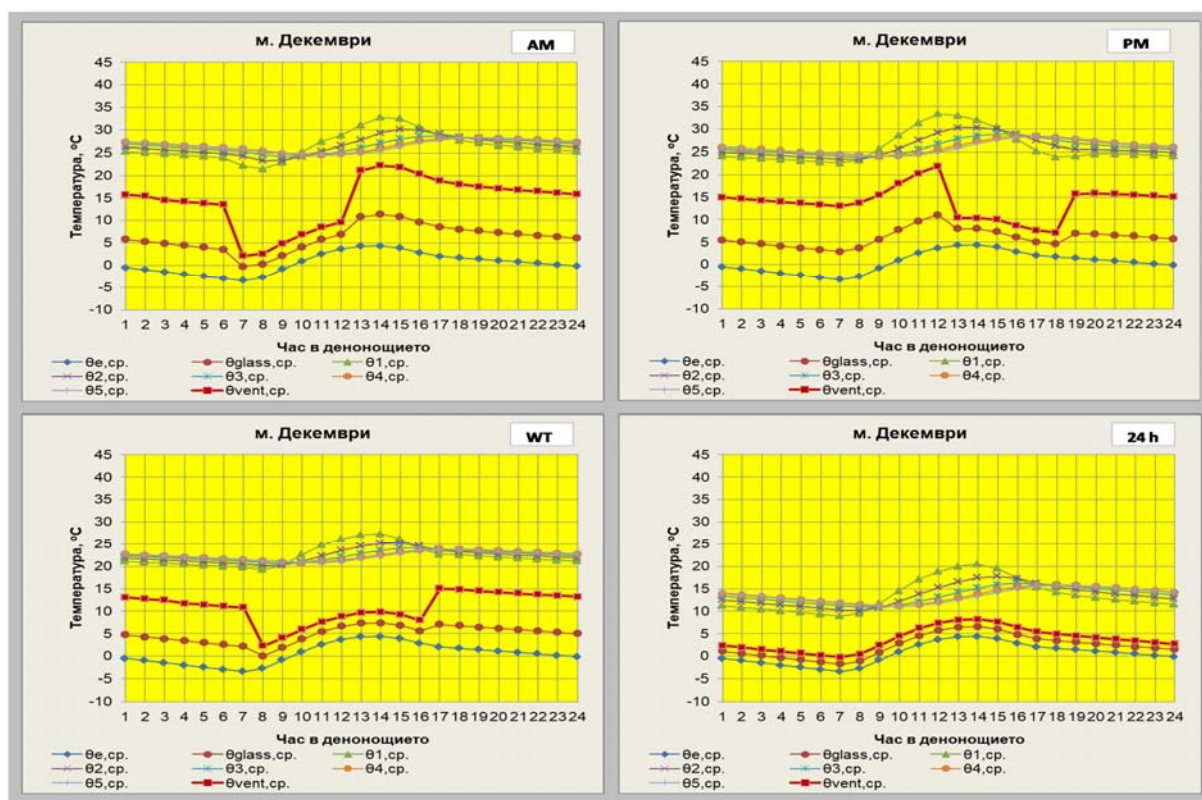 м. Декември
AM
45
40
35
30
25
20
15
10
5
0
-5
-10
Температура, °C
1 2 3 4 5 6 7 8 9 10 11 12 13 14 15 16 17 18 19 20 21 22 23 24
Час в денонощието
θe,ср. θglass,ср. θ1,ср.
θ2,ср. θ3,ср. θ4,ср.
θ5,ср. θvent,ср.
м. Декември
PM
45
40
35
30
25
20
15
10
5
0
-5
-10
Температура, °C
1 2 3 4 5 6 7 8 9 10 11 12 13 14 15 16 17 18 19 20 21 22 23 24
Час в денонощието
θe,ср. θglass,ср. θ1,ср.
θ2,ср. θ3,ср. θ4,ср.
θ5,ср. θvent,ср.
м. Декември
WT
45
40
35
30
25
20
15
10
5
0
-5
-10
Температура, °C
1 2 3 4 5 6 7 8 9 10 11 12 13 14 15 16 17 18 19 20 21 22 23 24
Час в денонощието
θe,ср. θglass,ср. θ1,ср.
θ2,ср. θ3,ср. θ4,ср.
θ5,ср. θvent,ср.
м. Декември
24 h
45
40
35
30
25
20
15
10
5
0
-5
-10
Температура, °C
1 2 3 4 5 6 7 8 9 10 11 12 13 14 15 16 17 18 19 20 21 22 23 24
Час в денонощието
θe,ср. θglass,ср. θ1,ср.
θ2,ср. θ3,ср. θ4,ср.
θ5,ср. θvent,ср.